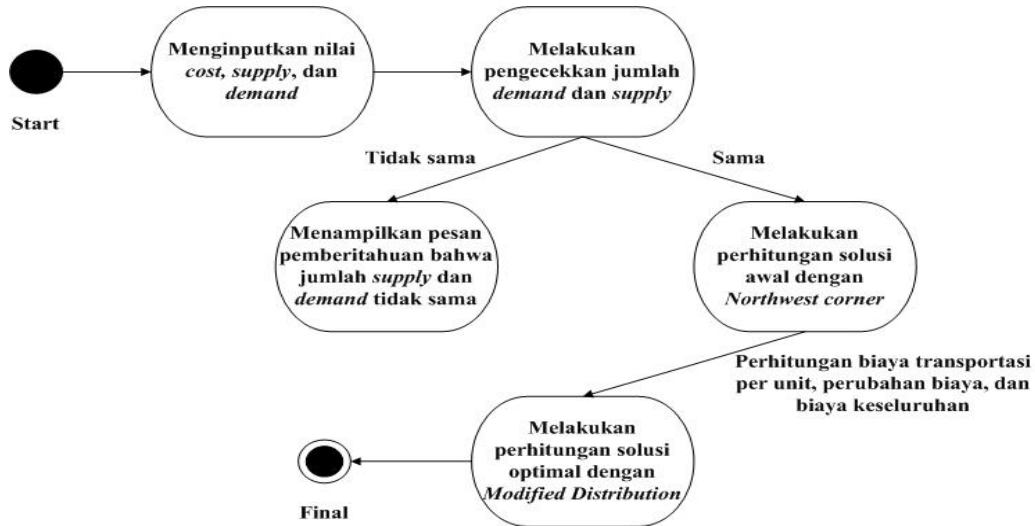 Start
Menginputkan nilai
cost, supply, dan
demand
Melakukan
pengecekkan jumlah
demand dan supply
Tidak sama
Sama
Menampilkan pesan
pemberitahuan bahwa
jumlah supply dan
demand tidak sama
Melakukan
perhitungan solusi
awal dengan
Northwest corner
Perhitungan biaya transportasi
per unit, perubahan biaya, dan
biaya keseluruhan
Melakukan
perhitungan solusi
optimal dengan
Modified Distribution
Final